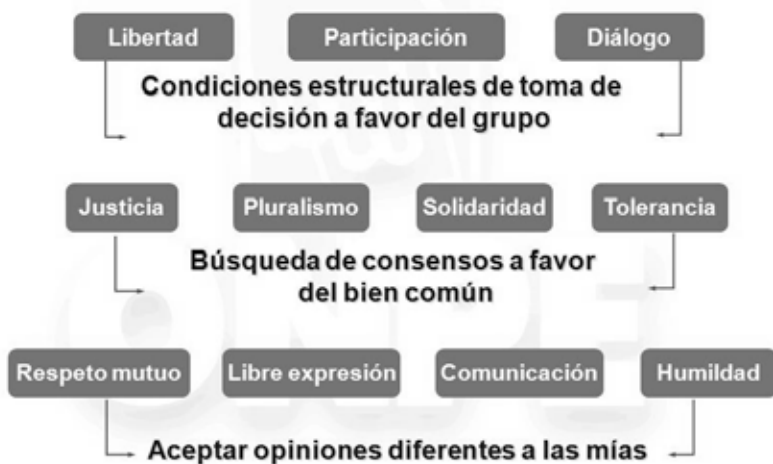 Libertad Participación Diálogo
Condiciones estructurales de toma de
decisión a favor del grupo
Justicia Pluralismo Solidaridad Tolerancia
Búsqueda de consensos a favor
del bien común
Respeto mutuo Libre expresión Comunicación Humildad
Aceptar opiniones diferentes a las mías
ONPE